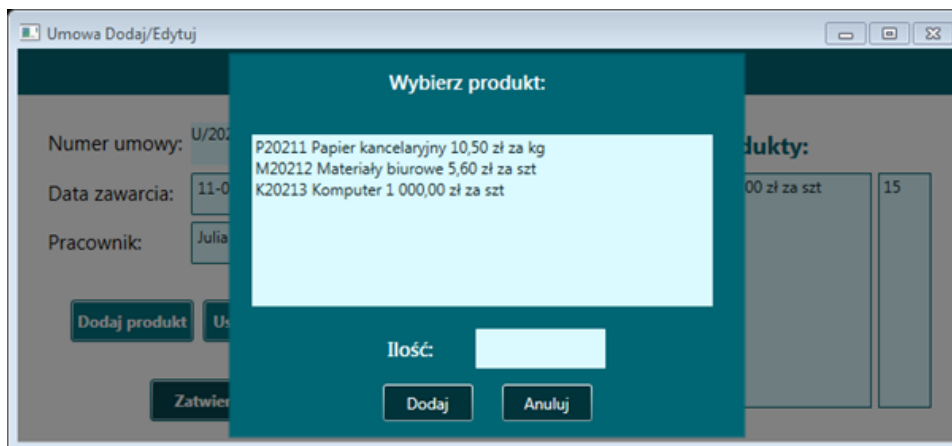 Umowa Dodaj/Edytuj
Wybierz produkt:
Numer umowy:
Data zawarcia:
Pracownik:
P20211 Papier kancelaryjny 10,50 zł za kg
M20212 Materiały biurowe 5,60 zł za szt
K20213 Komputer 1 000,00 zł za szt
zł za szt
15
Dodaj produkt
Ilość:
Dodaj
Anuluj